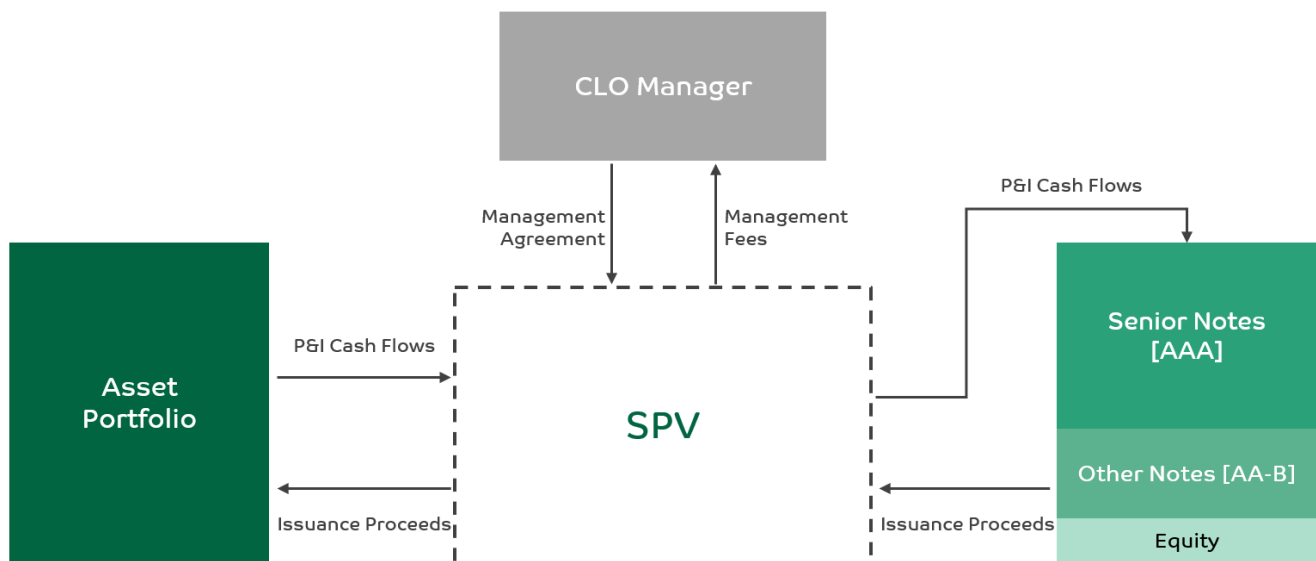 CLO Manager
P&I Cash Flows
Management
Agreement
Management
Fees
Senior Notes
[AAA]
P&I Cash Flows
Asset
Portfolio
SPV
Other Notes [AA-B]
Issuance Proceeds
Issuance Proceeds
Equity